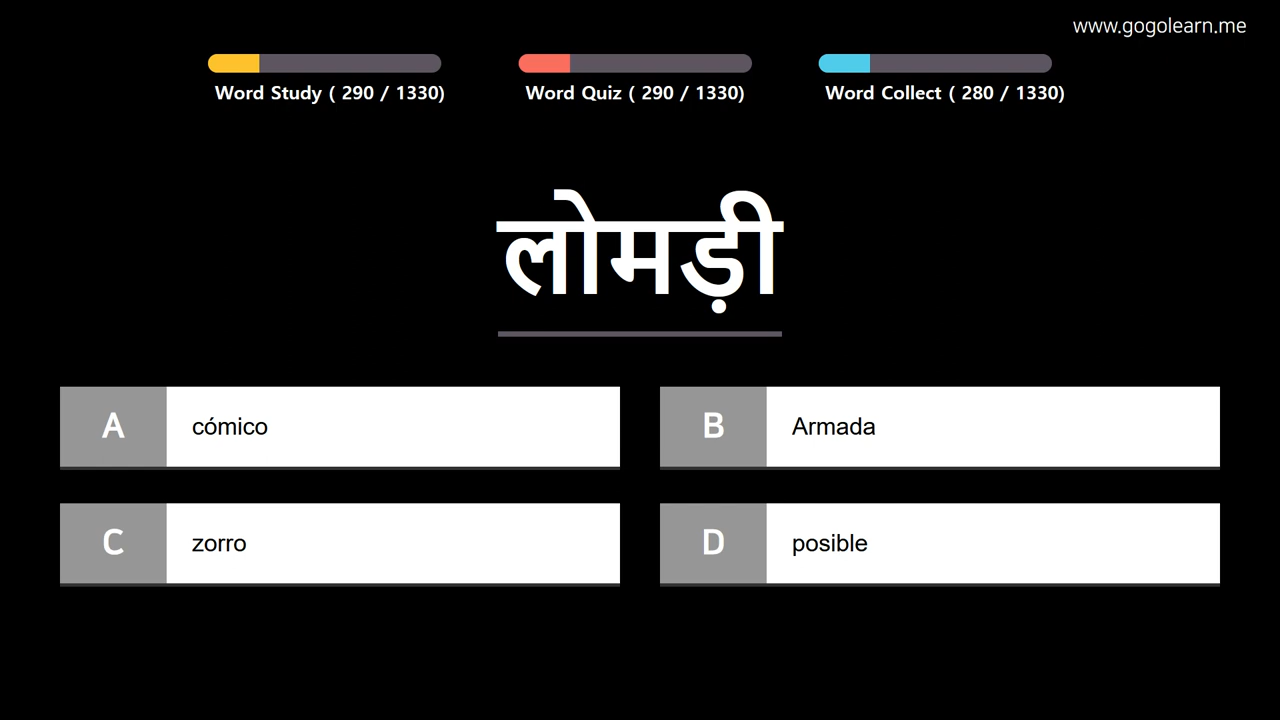 www.gogolearn.me
Word Study ( 290 / 1330)
Word Quiz ( 290 / 1330)
Word Collect ( 280 / 1330)
लोमड़ी
A cómico
B Armada
C zorro
D posible